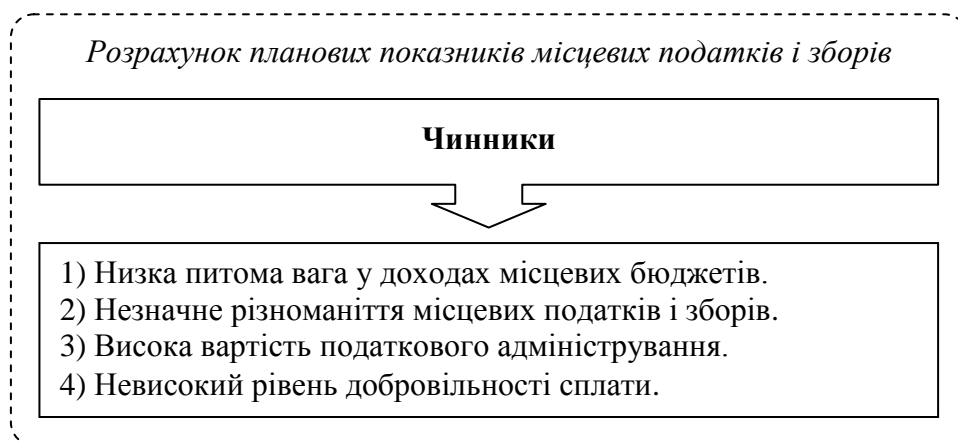 Розрахунок планових показників місцевих податків і зборів
Чинники
1) Низка питома вага у доходах місцевих бюджетів.
2) Незначне різноманіття місцевих податків і зборів.
3) Висока вартість податкового адміністрування.
4) Невисокий рівень добровільності сплати.